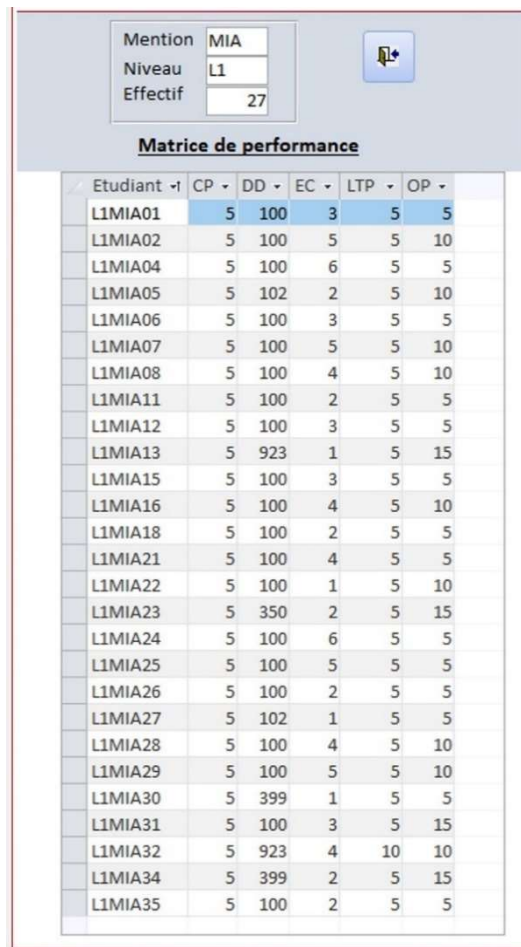 Mention MIA
Niveau L1
Effectif 27
Matrice de performance
Etudiant CP DD EC LTP OP
L1MIA01 5 100 3 5 5
L1MIA02 5 100 5 5 10
L1MIA04 5 100 6 5 5
L1MIA05 5 102 2 5 10
L1MIA06 5 100 3 5 5
L1MIA07 5 100 5 5 10
L1MIA08 5 100 4 5 10
L1MIA11 5 100 2 5 5
L1MIA12 5 100 3 5 5
L1MIA13 5 923 1 5 15
L1MIA15 5 100 3 5 5
L1MIA16 5 100 4 5 10
L1MIA18 5 100 2 5 5
L1MIA21 5 100 4 5 5
L1MIA22 5 100 1 5 10
L1MIA23 5 350 2 5 15
L1MIA24 5 100 6 5 5
L1MIA25 5 100 5 5 5
L1MIA26 5 100 2 5 5
L1MIA27 5 102 1 5 5
L1MIA28 5 100 4 5 10
L1MIA29 5 100 5 5 10
L1MIA30 5 399 1 5 5
L1MIA31 5 100 3 5 15
L1MIA32 5 923 4 10 10
L1MIA34 5 399 2 5 15
L1MIA35 5 100 2 5 5